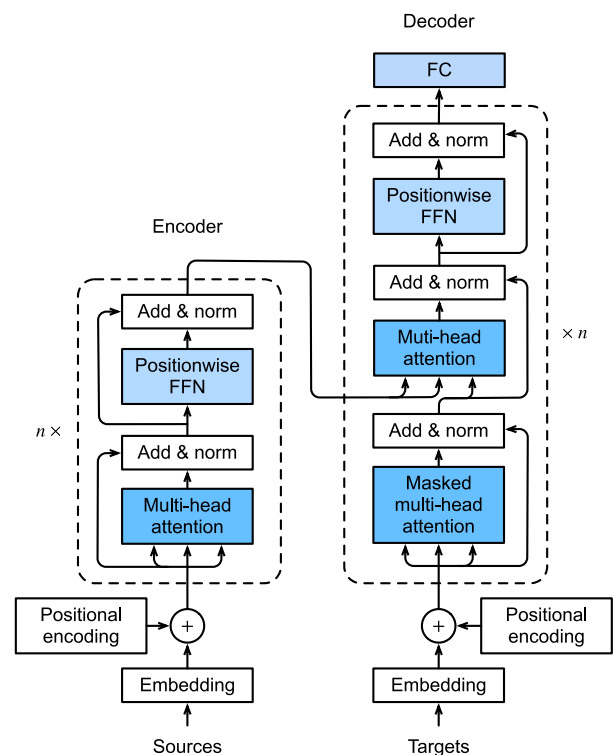 Decoder
FC
Add & norm
Positionwise
FFN
Add & norm
Muti-head
attention
× n
Add & norm
Masked
multi-head
attention
Positional
encoding
+
Embedding
Targets
Encoder
Add & norm
Positionwise
FFN
n ×
Add & norm
Multi-head
attention
Positional
encoding
+
Embedding
Sources